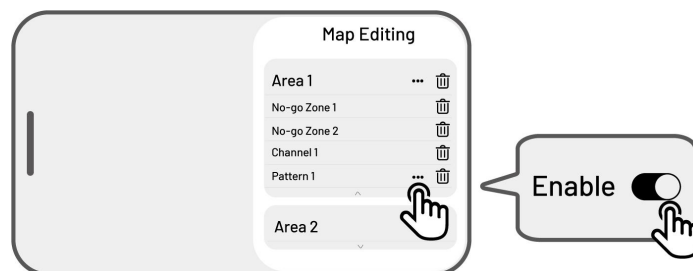 Map Editing
Area 1
No-go Zone 1
No-go Zone 2
Channel 1
Pattern 1
Area 2
Enable